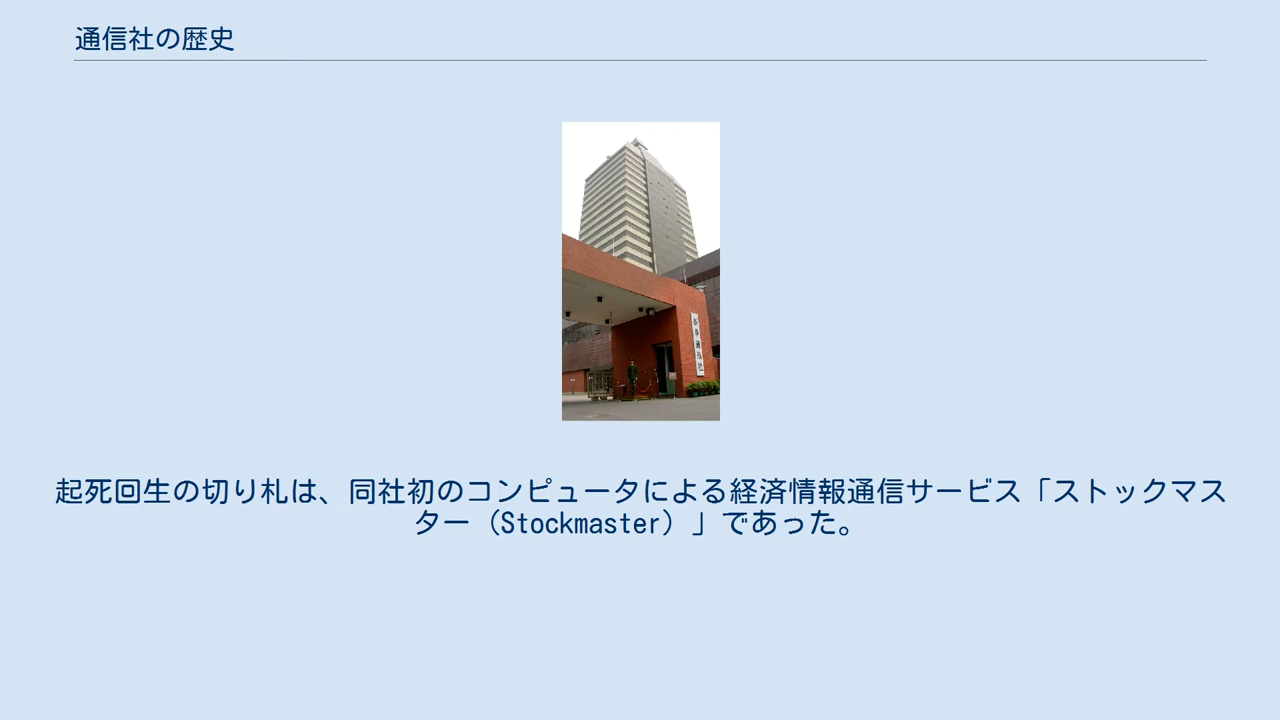 通信社の歴史
起死回生の切り札は、同社初のコンピュータによる経済情報通信サービス「ストックマス
ター（Stockmaster）」であった。